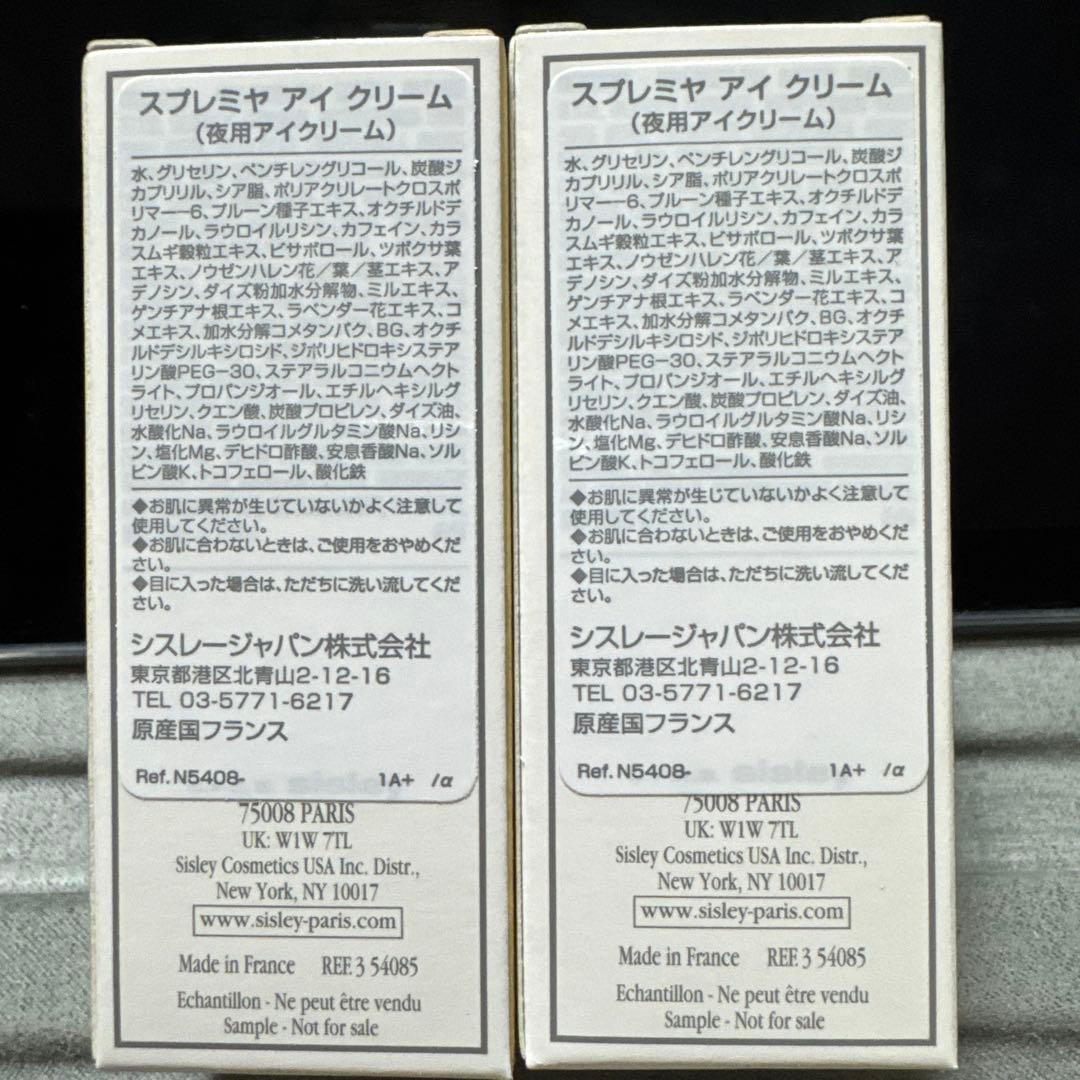 スプレミヤ アイ クリーム
(夜用アイクリーム)
水、グリセリン、ペンチレングリコール、炭酸ジ
カプリリル、シア脂、ポリアクリレートクロスポ
リマー-6、プルーン種子エキス、オクチルドデ
カノール、ラウロイルリシン、カフェイン、カラ
スムギ穀粒エキス、ビサボロール、ツボクサ葉
エキス、ノウゼンハレン花/葉/茎エキス、ア
デノシン、ダイズ粉加水分解物、ミルエキス、
ゲンチアナ根エキス、ラベンダー花エキス、コ
メエキス、加水分解コメタンパク、BG、オクチ
ルドデシルキシロシド、ジポリヒドロキシステア
リン酸PEG-30、ステアラルコニウムヘクト
ライト、プロパンジオール、エチルヘキシルグ
リセリン、クエン酸、炭酸プロピレン、ダイズ油、
水酸化Na、ラウロイルグルタミン酸Na、リシ
ン、塩化Mg、デヒドロ酢酸、安息香酸Na、ソル
ビン酸K、トコフェロール、酸化鉄
◆お肌に異常が生じていないかよく注意して
使用してください。
◆お肌に合わないときは、ご使用をおやめくだ
さい。
◆目に入った場合は、ただちに洗い流してくだ
さい。
シスレージャパン株式会社
東京都港区北青山2-12-16
TEL 03-5771-6217
原産国フランス
Ref. N5408- 1A+ /α
75008 PARIS
UK: W1W 7TL
Sisley Cosmetics USA Inc. Distr.,
New York, NY 10017
www.sisley-paris.com
Made in France REF. 3 54085
Echantillon - Ne peut être vendu
Sample - Not for sale
スプレミヤ アイ クリーム
(夜用アイクリーム)
水、グリセリン、ペンチレングリコール、炭酸ジ
カプリリル、シア脂、ポリアクリレートクロスポ
リマー-6、プルーン種子エキス、オクチルドデ
カノール、ラウロイルリシン、カフェイン、カラ
スムギ穀粒エキス、ビサボロール、ツボクサ葉
エキス、ノウゼンハレン花/葉/茎エキス、ア
デノシン、ダイズ粉加水分解物、ミルエキス、
ゲンチアナ根エキス、ラベンダー花エキス、コ
メエキス、加水分解コメタンパク、BG、オクチ
ルドデシルキシロシド、ジポリヒドロキシステア
リン酸PEG-30、ステアラルコニウムヘクト
ライト、プロパンジオール、エチルヘキシルグ
リセリン、クエン酸、炭酸プロピレン、ダイズ油、
水酸化Na、ラウロイルグルタミン酸Na、リシ
ン、塩化Mg、デヒドロ酢酸、安息香酸Na、ソル
ビン酸K、トコフェロール、酸化鉄
◆お肌に異常が生じていないかよく注意して
使用してください。
◆お肌に合わないときは、ご使用をおやめくだ
さい。
◆目に入った場合は、ただちに洗い流してくだ
さい。
シスレージャパン株式会社
東京都港区北青山2-12-16
TEL 03-5771-6217
原産国フランス
Ref. N5408- 1A+ /α
75008 PARIS
UK: W1W 7TL
Sisley Cosmetics USA Inc. Distr.,
New York, NY 10017
www.sisley-paris.com
Made in France REF. 3 54085
Echantillon - Ne peut être vendu
Sample - Not for sale